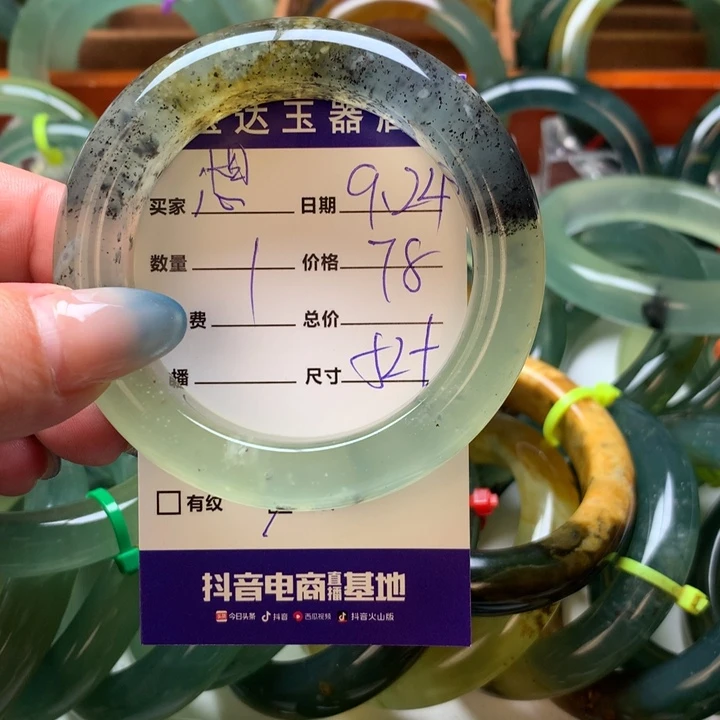 送玉器
买家 日期 9.24
数量 1 价格 78
费 总价
播 尺寸 52+
有纹
抖音电商直播基地
今日头条 抖音 西瓜视频 抖音火山版